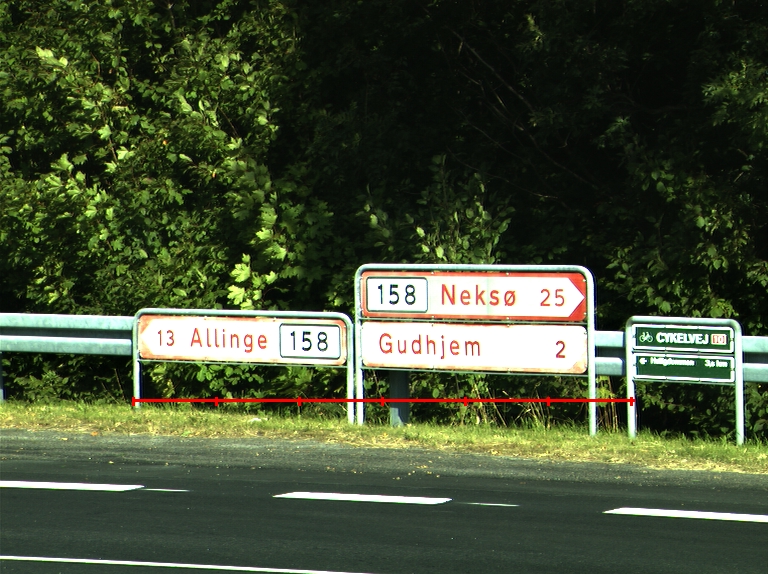 13 Allinge 158
158 Neksø 25
Gudhjem 2
CYKELVEJ 10